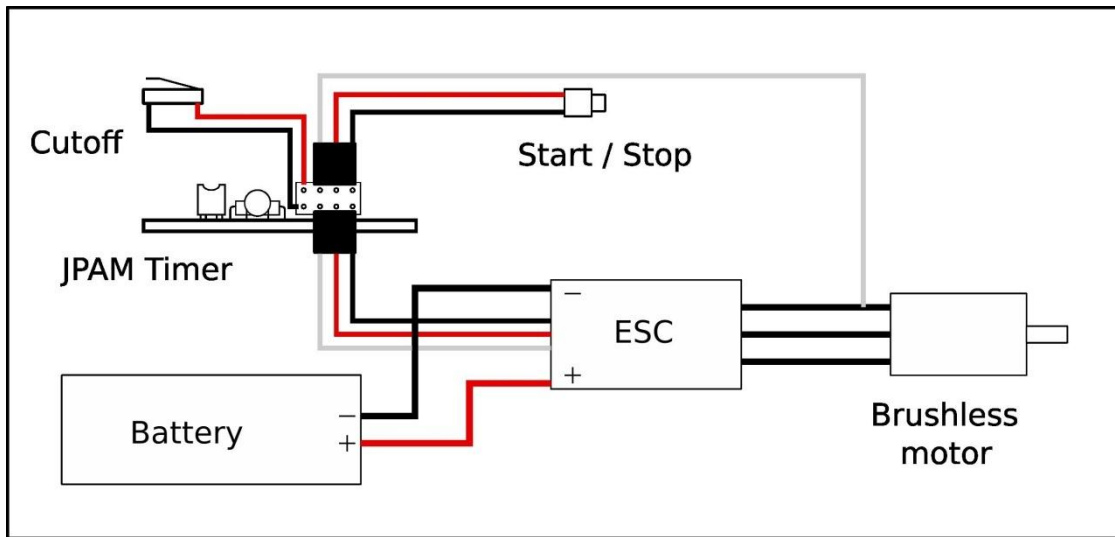 Cutoff
Start / Stop
JPAM Timer
−
ESC
+
Battery
−
+
Brushless
motor